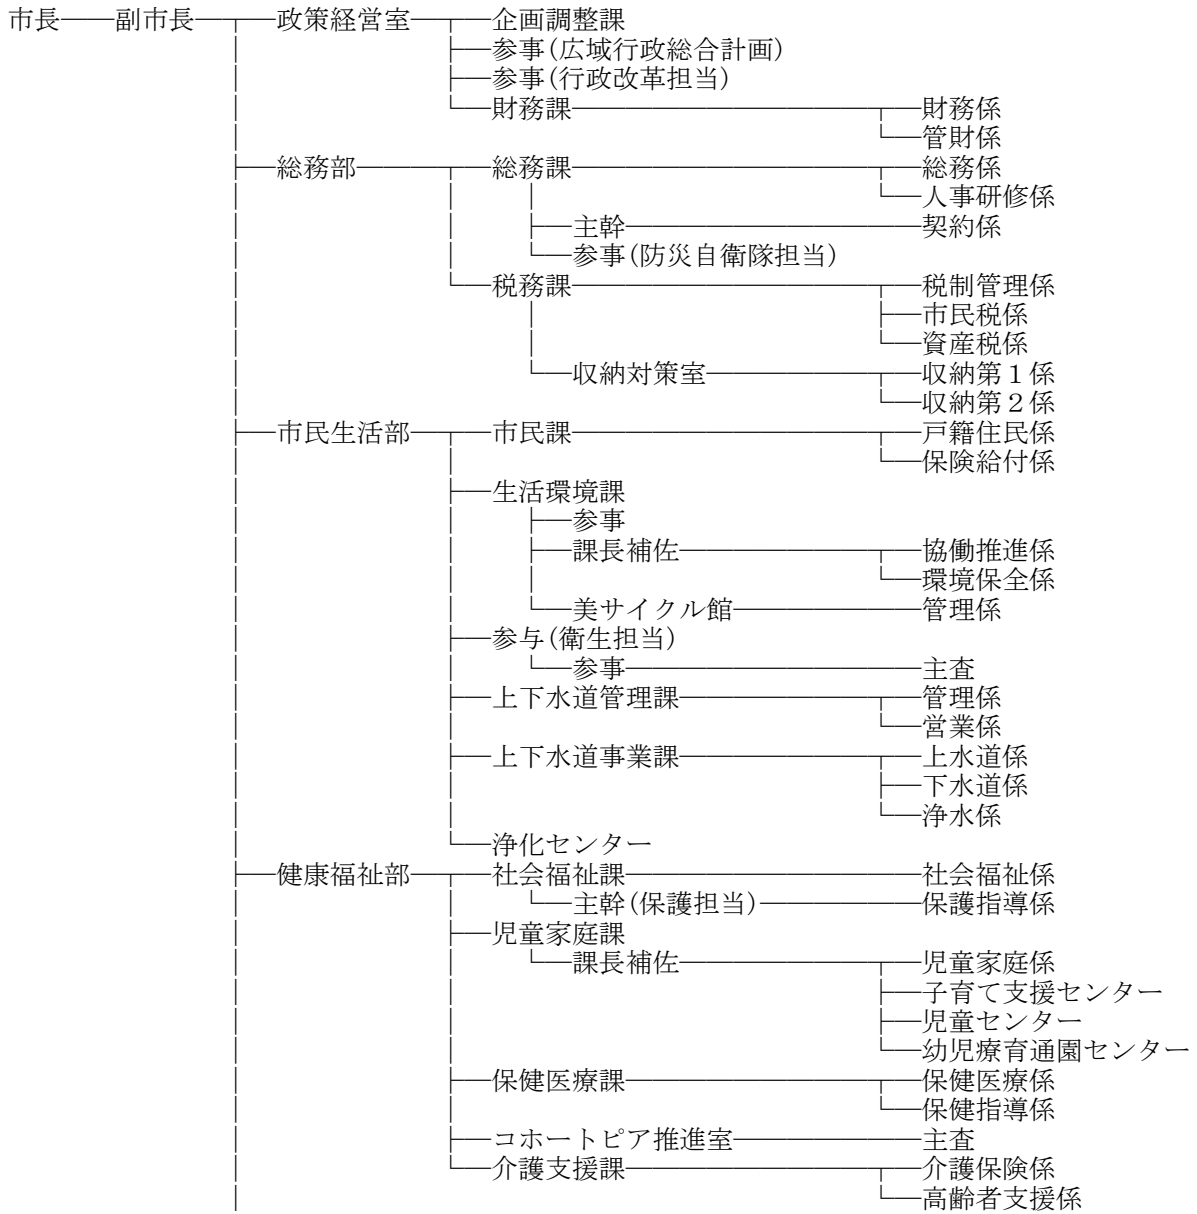 市長 副市長 政策経営室 企画調整課
参事(広域行政総合計画)
参事(行政改革担当)
財務課 財務係
管財係
総務部 総務課 総務係
人事研修係
主幹 契約係
参事(防災自衛隊担当)
税務課 税制管理係
市民税係
資産税係
収納対策室 収納第１係
収納第２係
市民生活部 市民課 戸籍住民係
保険給付係
生活環境課
参事
課長補佐 協働推進係
環境保全係
美サイクル館 管理係
参与(衛生担当)
参事 主査
上下水道管理課 管理係
営業係
上下水道事業課 上水道係
下水道係
浄水係
浄化センター
健康福祉部 社会福祉課 社会福祉係
主幹(保護担当) 保護指導係
児童家庭課
課長補佐 児童家庭係
子育て支援センター
児童センター
幼児療育通園センター
保健医療課 保健医療係
保健指導係
コホートピア推進室 主査
介護支援課 介護保険係
高齢者支援係